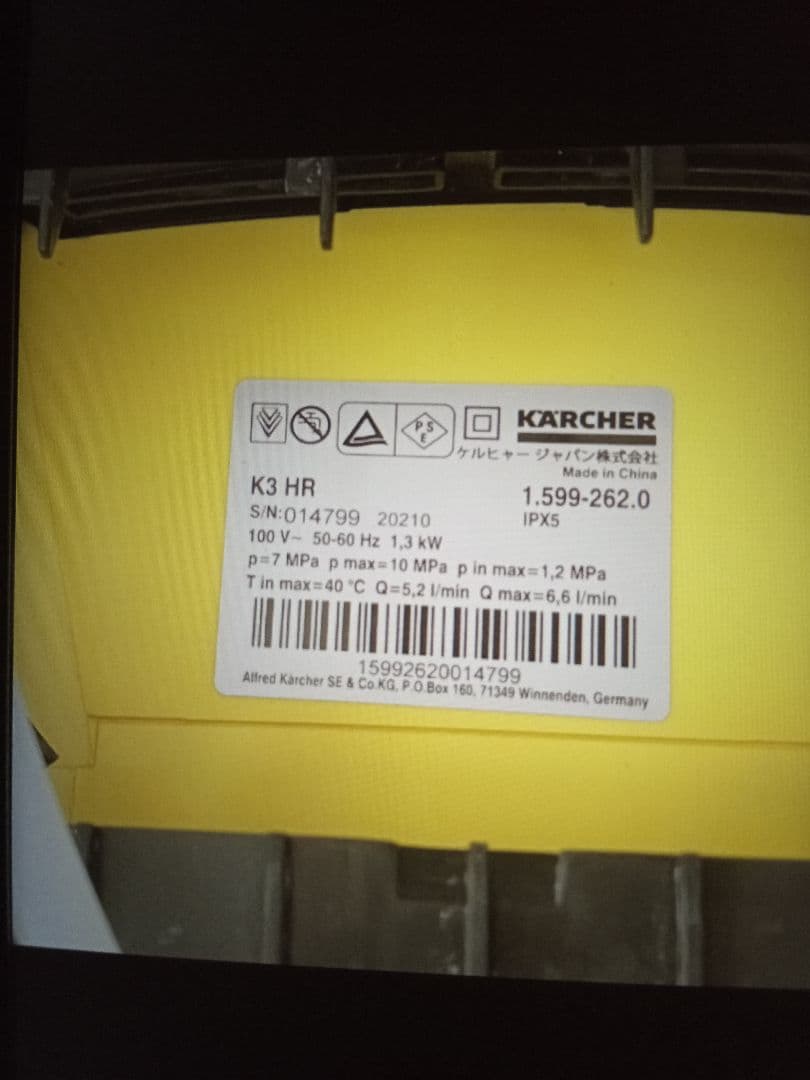 P S
E
KÄRCHER
ケルヒャー ジャパン株式会社
Made in China
K3 HR
1.599-262.0
S/N:014799 20210
IPX5
100 V~ 50-60 Hz 1,3 kW
p=7 MPa p max=10 MPa p in max=1,2 MPa
T in max=40 °C Q=5,2 l/min Q max=6,6 l/min
15992620014799
Alfred Kärcher SE & Co.KG, P.O.Box 160, 71349 Winnenden, Germany